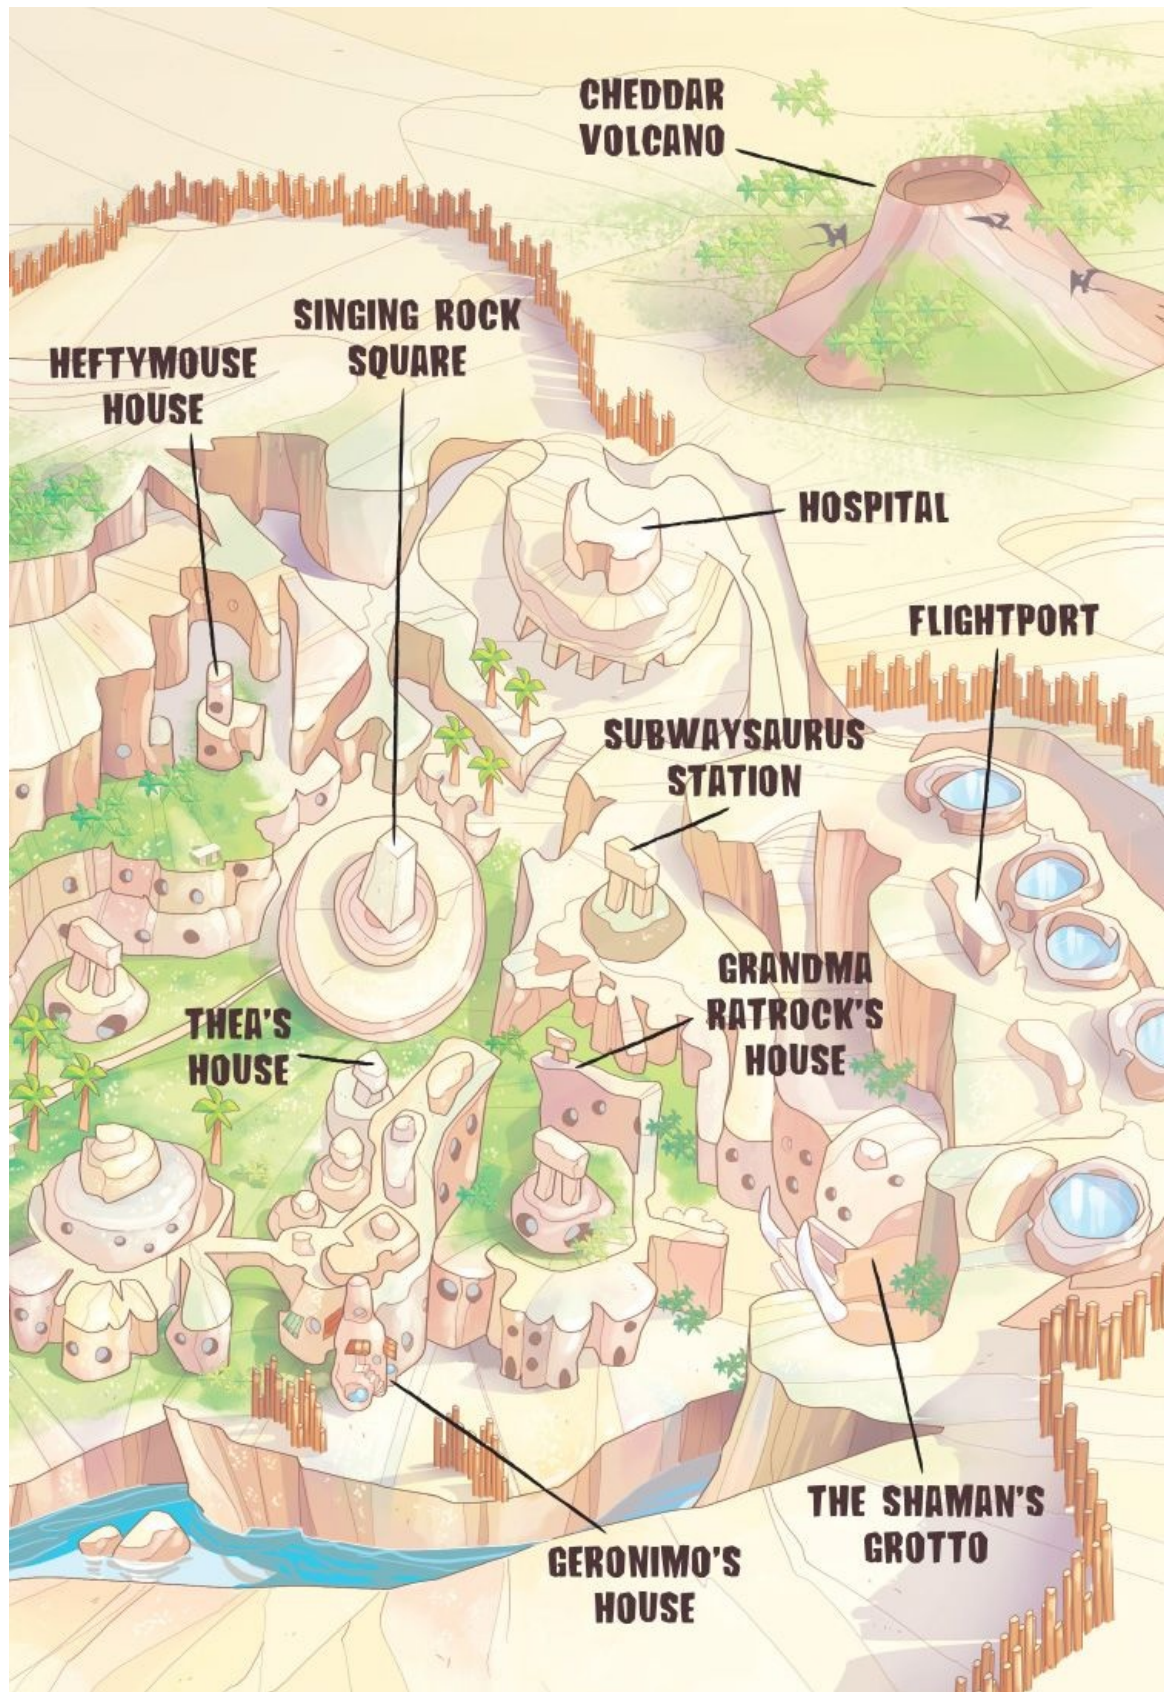 CHEDDAR
VOLCANO
SINGING ROCK
SQUARE
HEFTYMOUSE
HOUSE
HOSPITAL
FLIGHTPORT
SUBWAYSAURUS
STATION
GRANDMA
RATROCK'S
HOUSE
THEA'S
HOUSE
THE SHAMAN'S
GROTTO
GERONIMO'S
HOUSE